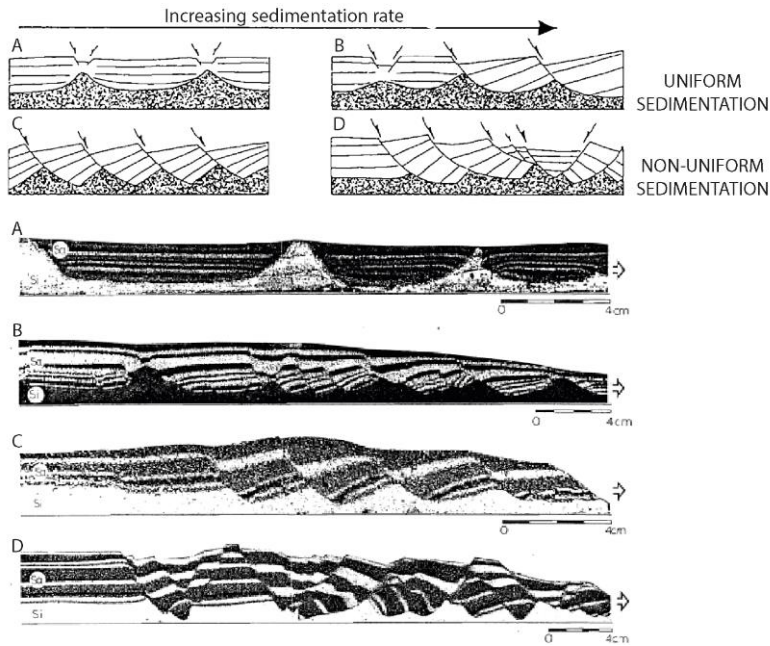 Increasing sedimentation rate
A
B
UNIFORM
SEDIMENTATION
C
D
NON-UNIFORM
SEDIMENTATION
A
Sa
Si
0 4cm
B
Sa
Si
0 4cm
C
Si
0 4cm
D
Sa
Si
0 4cm